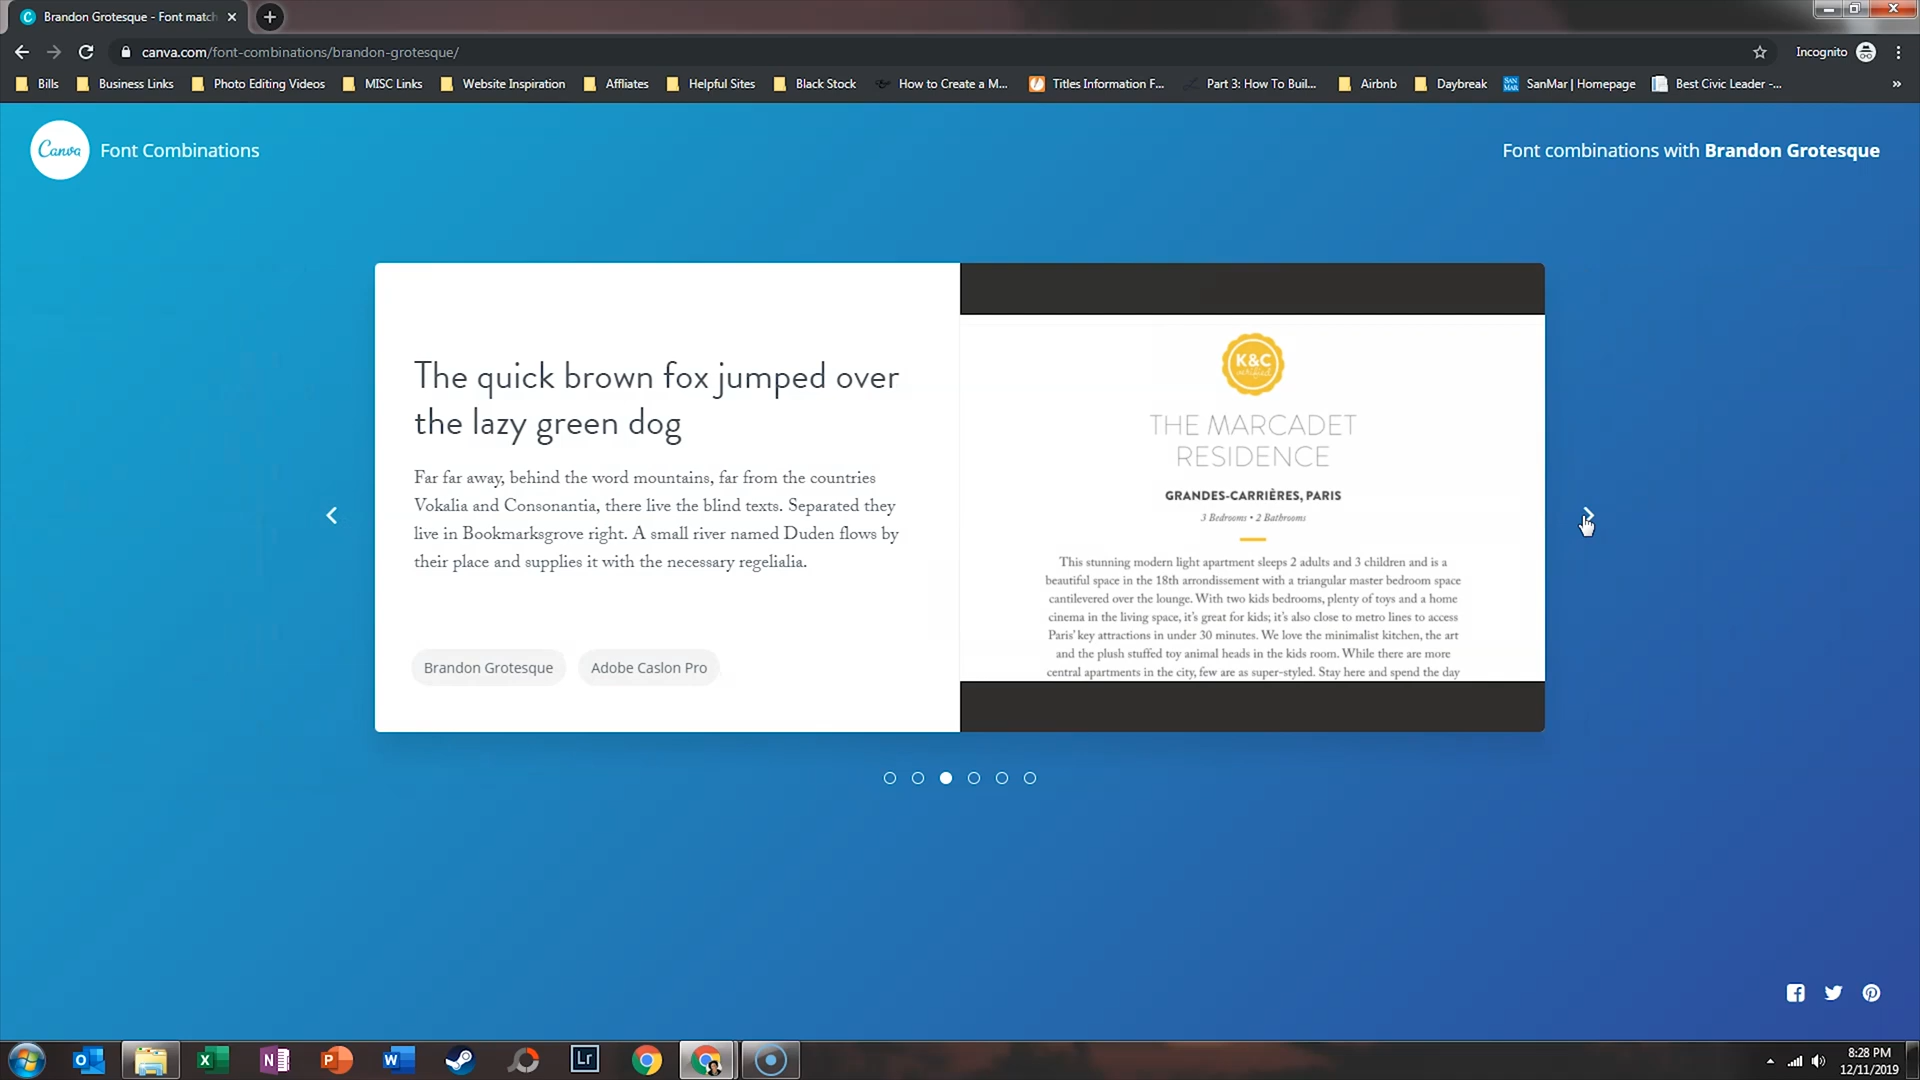 Brandon Grotesque - Font match
canva.com/font-combinations/brandon-grotesque/
Incognito
Bills
Business Links
Photo Editing Videos
MISC Links
Website Inspiration
Affliates
Helpful Sites
Black Stock
How to Create a M...
Titles Information F...
Part 3: How To Buil...
Airbnb
Daybreak
SAN MAR
SanMar | Homepage
Best Civic Leader -...
»
Canva
Font Combinations
Font combinations with Brandon Grotesque
The quick brown fox jumped over
the lazy green dog
Far far away, behind the word mountains, far from the countries
Vokalia and Consonantia, there live the blind texts. Separated they
live in Bookmarksgrove right. A small river named Duden flows by
their place and supplies it with the necessary regelialia.
Brandon Grotesque
Adobe Caslon Pro
K&C
verified
THE MARCADET
RESIDENCE
GRANDES-CARRIÈRES, PARIS
3 Bedrooms • 2 Bathrooms
This stunning modern light apartment sleeps 2 adults and 3 children and is a
beautiful space in the 18th arrondissement with a triangular master bedroom space
cantilevered over the lounge. With two kids bedrooms, plenty of toys and a home
cinema in the living space, it's great for kids; it's also close to metro lines to access
Paris' key attractions in under 30 minutes. We love the minimalist kitchen, the art
and the plush stuffed toy animal heads in the kids room. While there are more
central apartments in the city, few are as super-styled. Stay here and spend the day
Lr
8:28 PM
12/11/2019